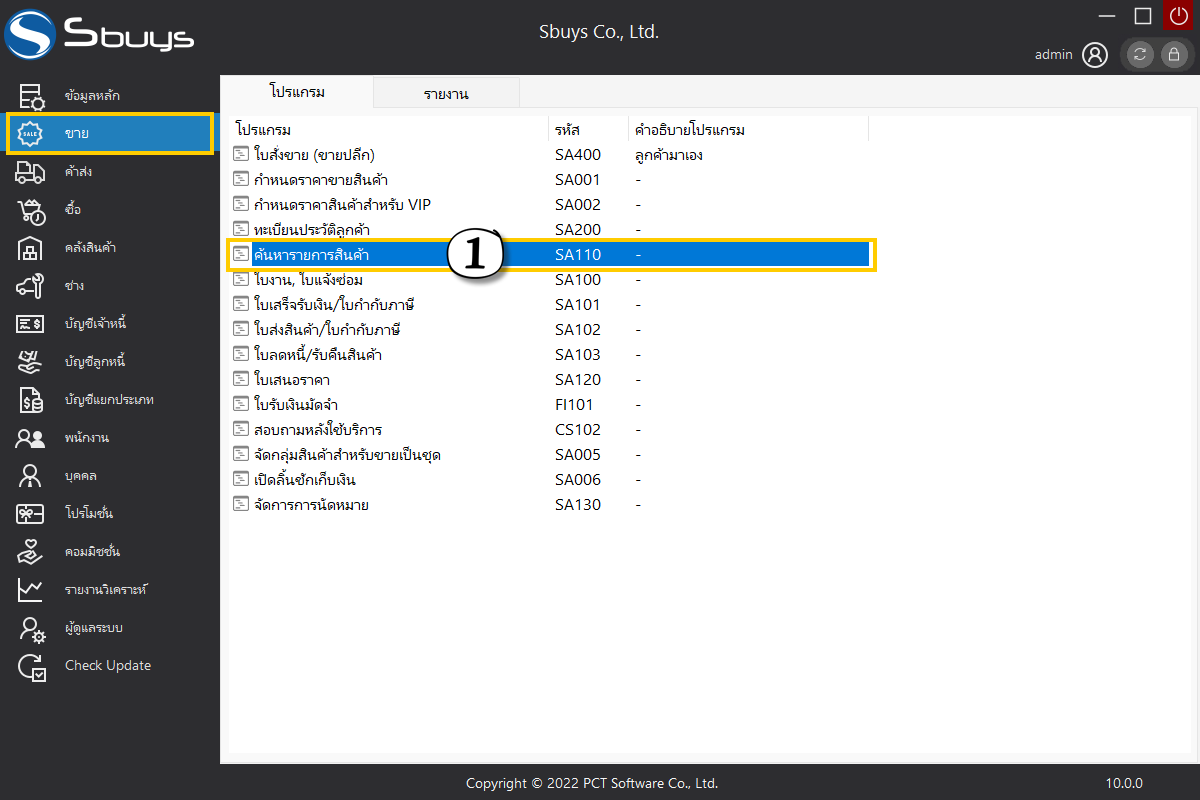 Sbuys
Sbuys Co., Ltd.
admin
ข้อมูลหลัก
SALE
ขาย
ค้าส่ง
ซื้อ
คลังสินค้า
ช่าง
บัญชีเจ้าหนี้
บัญชีลูกหนี้
บัญชีแยกประเภท
พนักงาน
บุคคล
โปรโมชั่น
คอมมิชชั่น
รายงานวิเคราะห์
ผู้ดูแลระบบ
Check Update
โปรแกรม รายงาน
โปรแกรม รหัส คำอธิบายโปรแกรม
ใบสั่งขาย (ขายปลีก) SA400 ลูกค้ามาเอง
กำหนดราคาขายสินค้า SA001 -
กำหนดราคาสินค้าสำหรับ VIP SA002 -
ทะเบียนประวัติลูกค้า SA200 -
ค้นหารายการสินค้า 1 SA110 -
ใบงาน, ใบแจ้งซ่อม SA100 -
ใบเสร็จรับเงิน/ใบกำกับภาษี SA101 -
ใบส่งสินค้า/ใบกำกับภาษี SA102 -
ใบลดหนี้/รับคืนสินค้า SA103 -
ใบเสนอราคา SA120 -
ใบรับเงินมัดจำ FI101 -
สอบถามหลังใช้บริการ CS102 -
จัดกลุ่มสินค้าสำหรับขายเป็นชุด SA005 -
เปิดลิ้นชักเก็บเงิน SA006 -
จัดการการนัดหมาย SA130 -
Copyright © 2022 PCT Software Co., Ltd.
10.0.0